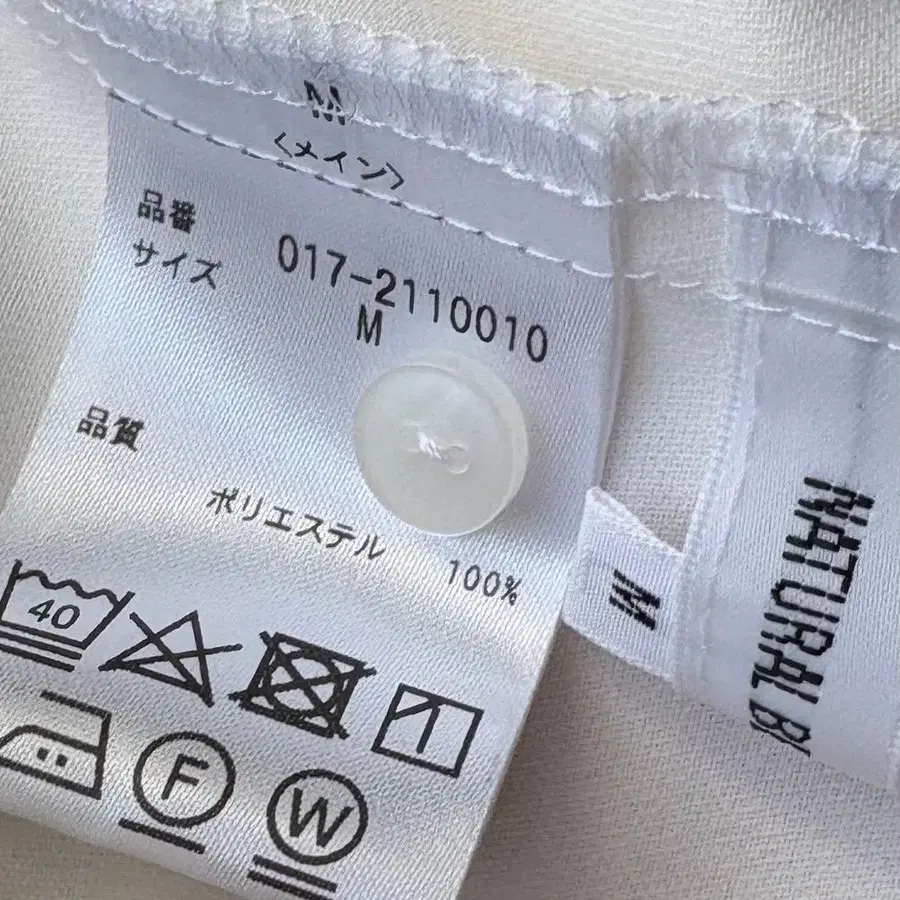 M
〈メイン〉
品番 017-2110010
サイズ M
品質
ポリエステル 100%
40
F
W
M
NATURAL